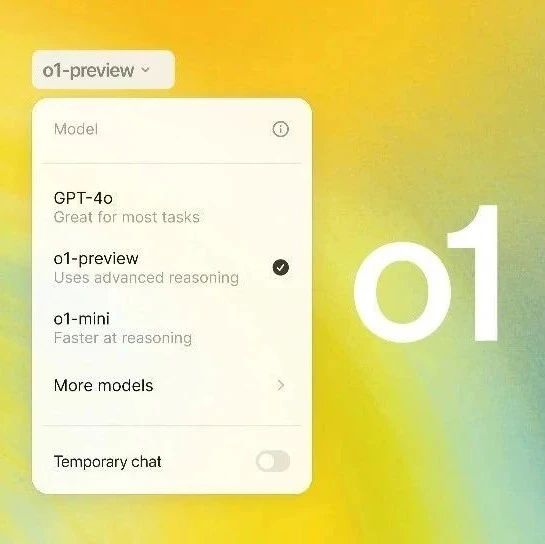 o1-preview
Model
GPT-4o
Great for most tasks
o1-preview
Uses advanced reasoning
o1-mini
Faster at reasoning
More models
Temporary chat
o1